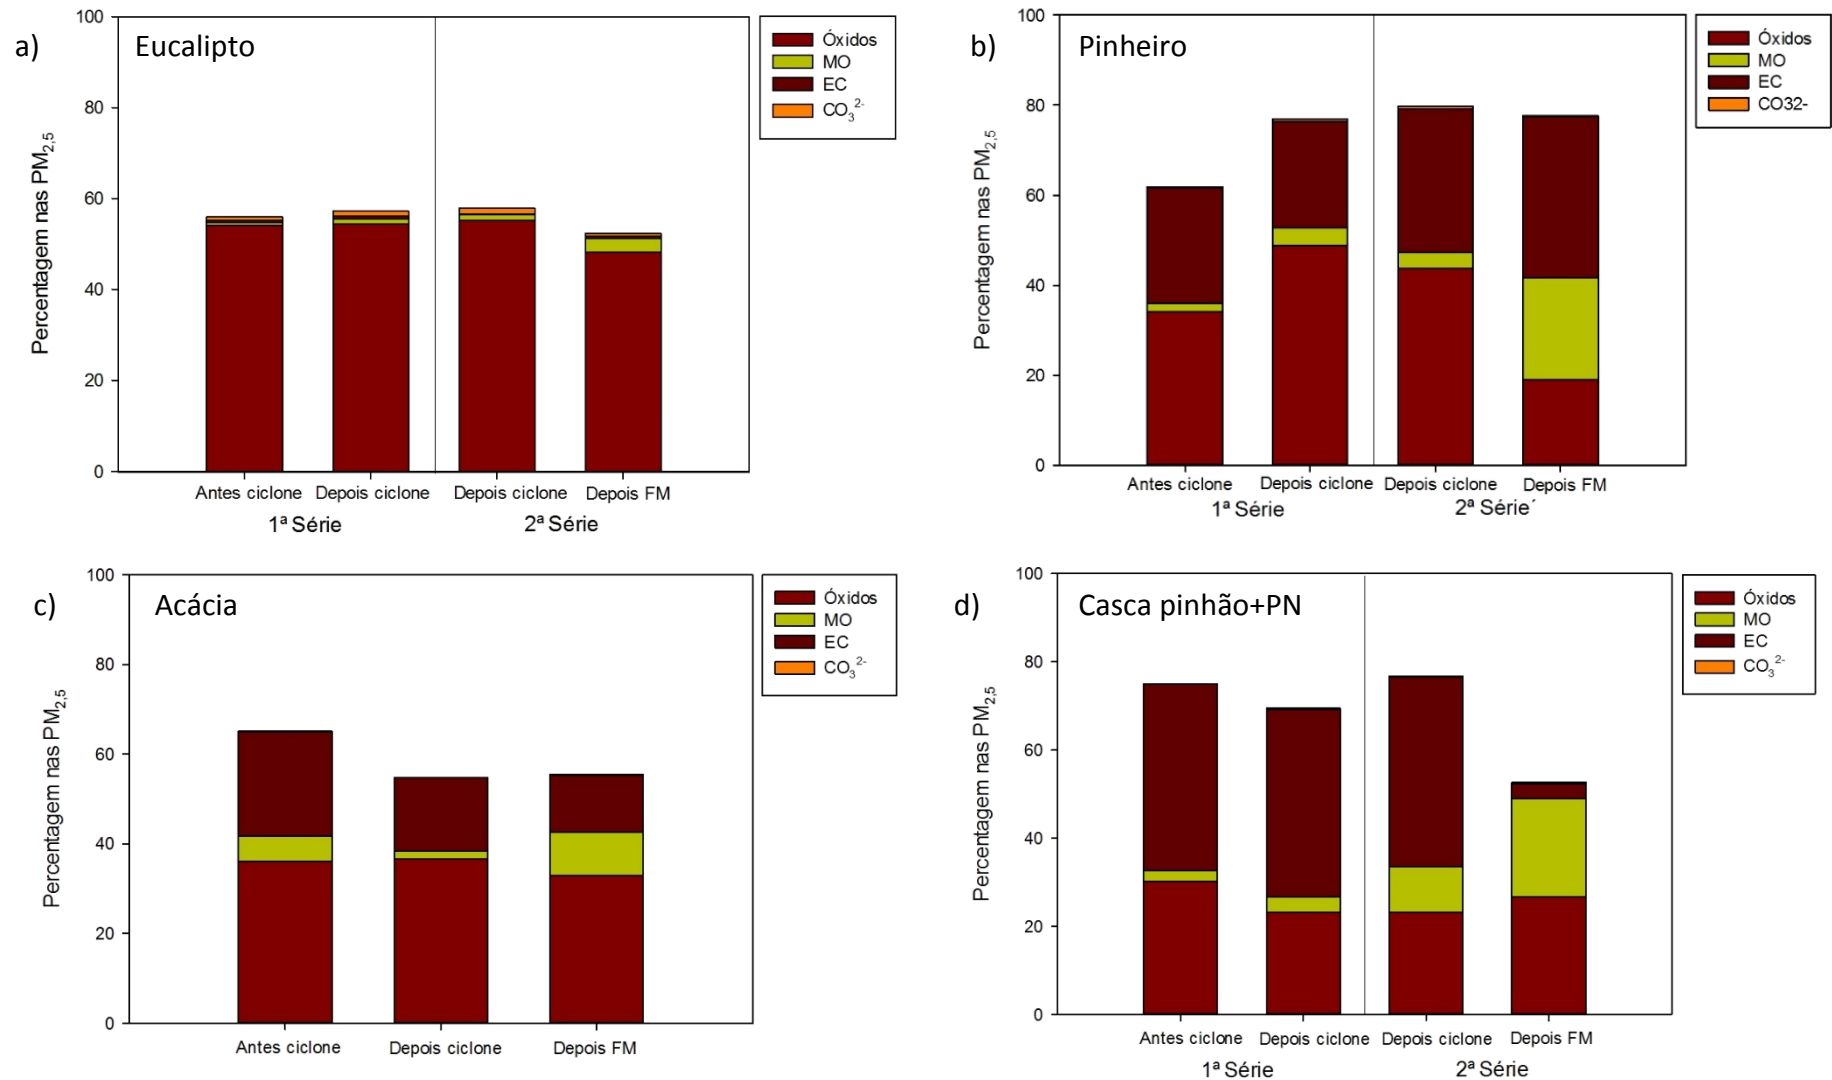 a)
Eucalipto
Percentagem nas PM2,5
100
80
60
40
20
0
Antes ciclone Depois ciclone Depois ciclone Depois FM
1ª Série 2ª Série
Óxidos
MO
EC
CO3 2-
b)
Pinheiro
Percentagem nas PM2,5
100
80
60
40
20
0
Antes ciclone Depois ciclone Depois ciclone Depois FM
1ª Série 2ª Série´
Óxidos
MO
EC
CO32-
c)
Acácia
Percentagem nas PM2,5
100
80
60
40
20
0
Antes ciclone Depois ciclone Depois FM
Óxidos
MO
EC
CO3 2-
d)
Casca pinhão+PN
Percentagem nas PM2,5
100
80
60
40
20
0
Antes ciclone Depois ciclone Depois ciclone Depois FM
1ª Série 2ª Série
Óxidos
MO
EC
CO3 2-